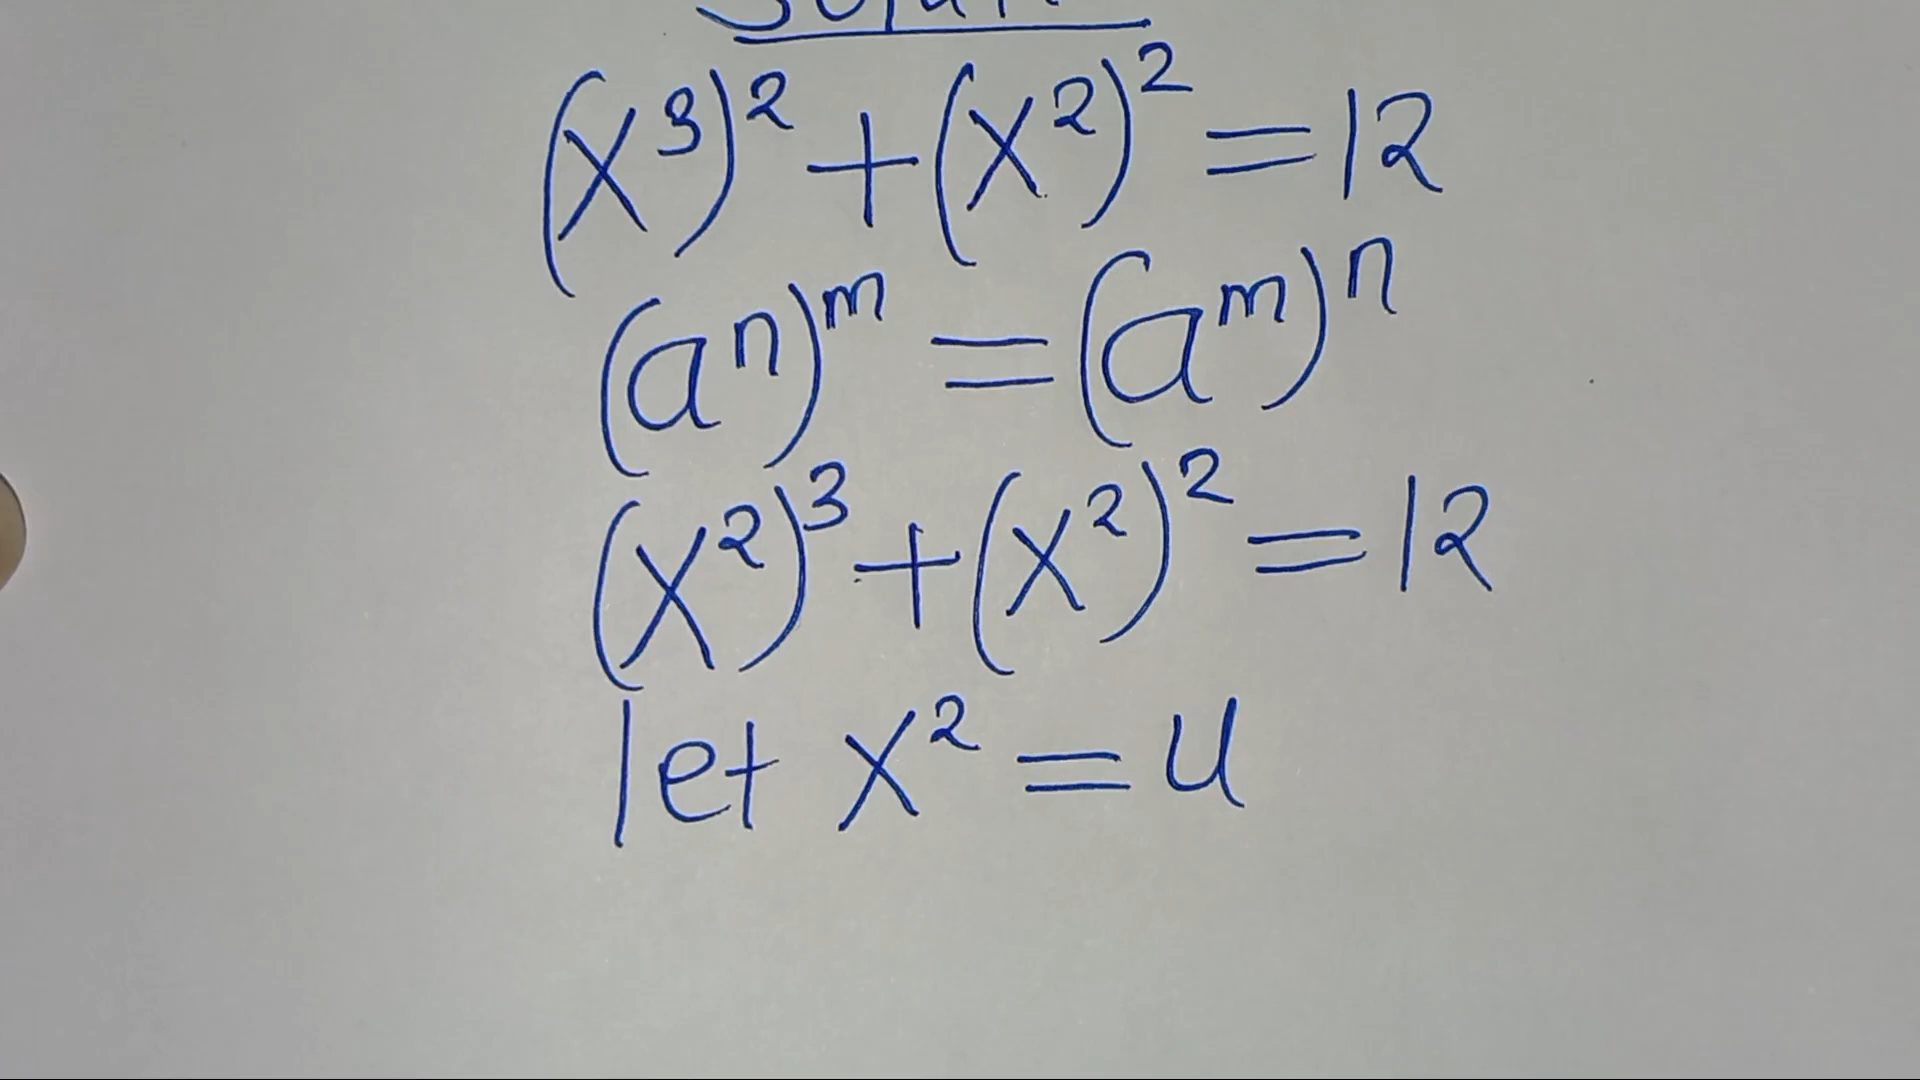 (x³)² + (x²)² = 12
(aⁿ)ᵐ = (aᵐ)ⁿ
(x²)³ + (x²)² = 12
let x² = u